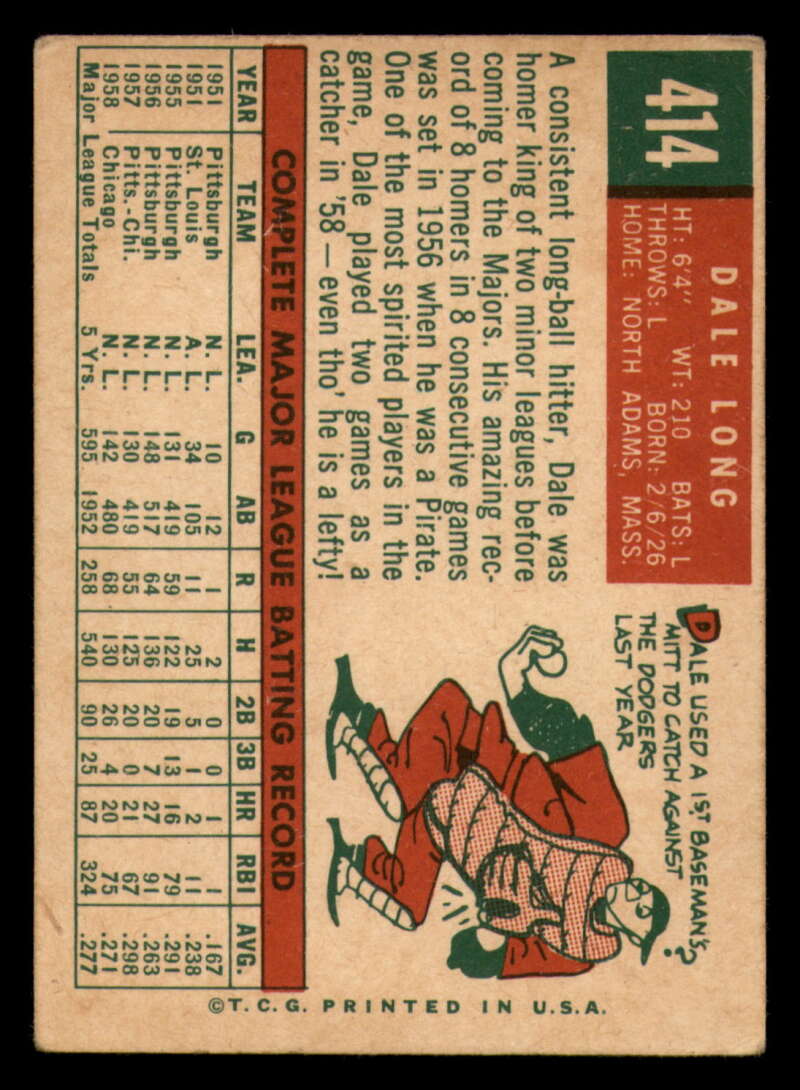 414
DALE LONG
HT: 6'4" WT: 210 BATS: L
THROWS: L BORN: 2/6/26
HOME: NORTH ADAMS, MASS.
A consistent long-ball hitter, Dale was
homer king of two minor leagues before
coming to the Majors. His amazing rec-
ord of 8 homers in 8 consecutive games
was set in 1956 when he was a Pirate.
One of the most spirited players in the
game, Dale played two games as a
catcher in '58 — even tho' he is a lefty!
DALE USED A 1ST BASEMAN'S
MITT TO CATCH AGAINST
THE DODGERS
LAST YEAR
?
COMPLETE MAJOR LEAGUE BATTING RECORD
YEAR TEAM LEA. G AB R H 2B 3B HR RBI AVG.
1951 Pittsburgh N. L. 10 12 1 2 0 0 1 1 .167
1951 St. Louis A. L. 34 105 11 25 5 1 2 11 .238
1955 Pittsburgh N. L. 131 419 59 122 19 13 16 79 .291
1956 Pittsburgh N. L. 148 517 64 136 20 7 27 91 .263
1957 Pitts.-Chi. N. L. 130 419 55 125 20 0 21 67 .298
1958 Chicago N. L. 142 480 68 130 26 4 20 75 .271
Major League Totals 5 Yrs. 595 1952 258 540 90 25 87 324 .277
©T.C.G. PRINTED IN U.S.A.